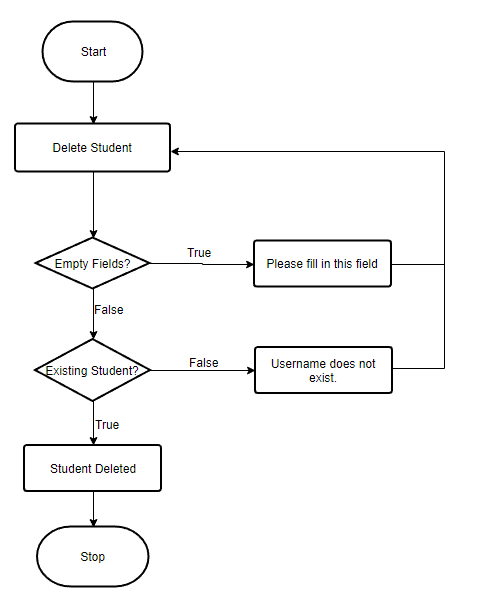 Start
Delete Student
Empty Fields?
True
Please fill in this field
False
Existing Student?
False
Username does not
exist.
True
Student Deleted
Stop